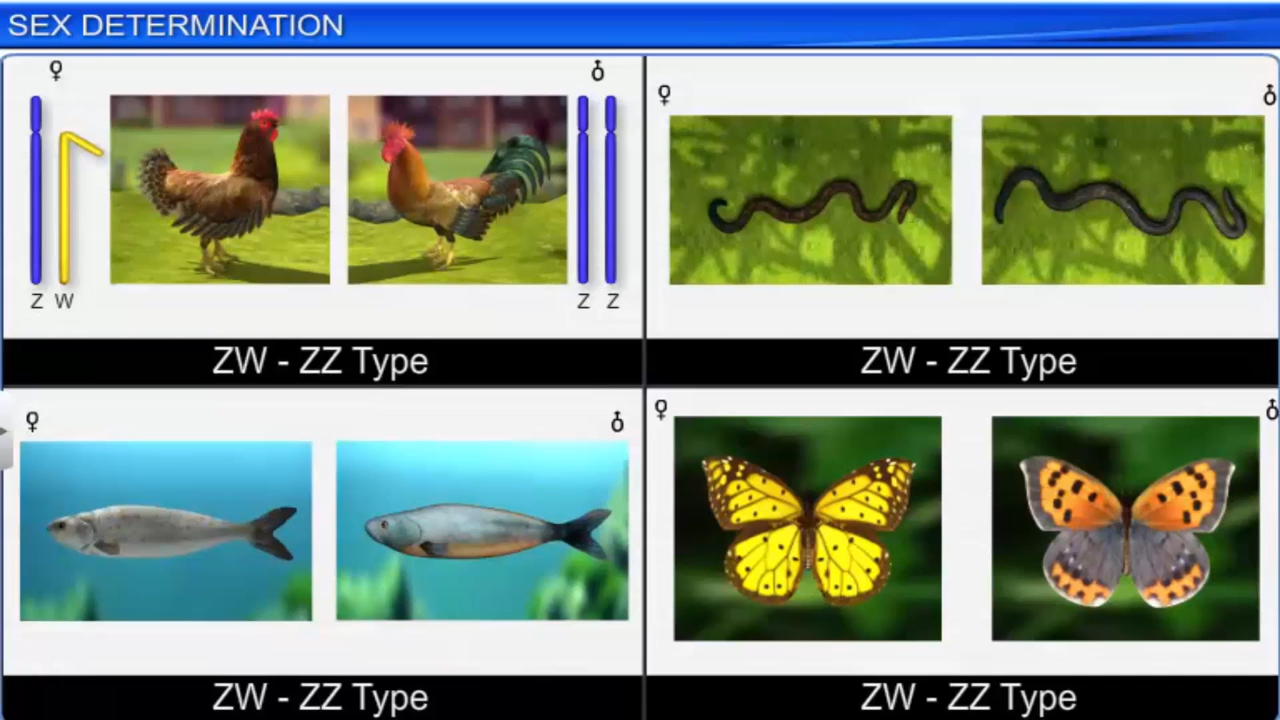 SEX DETERMINATION
♀ ♂
Z W Z Z
ZW - ZZ Type
♀ ♂
ZW - ZZ Type
♀ ♂
ZW - ZZ Type
♀ ♂
ZW - ZZ Type